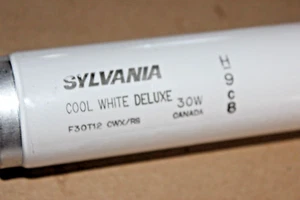 SYLVANIA
COOL WHITE DELUXE 30W
F30T12 CWX/RS CANADA
H
9
C
8